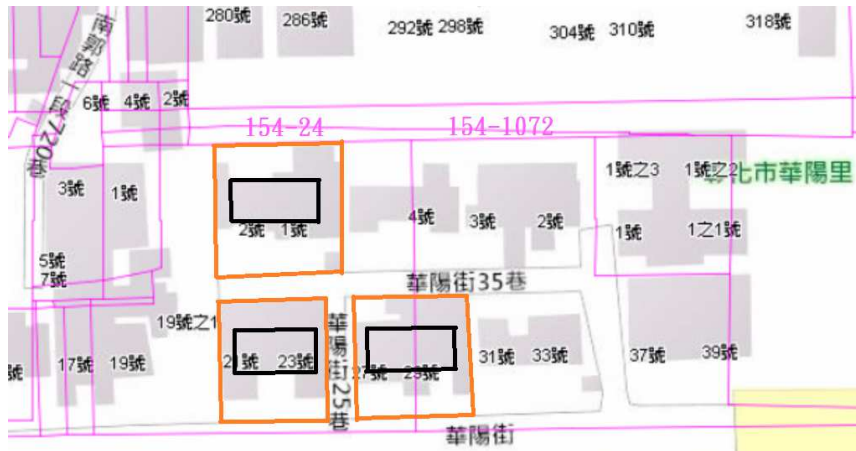 280號
286號
292號
298號
304號
310號
318號
南郭路一段720巷
6號
4號
2號
154-24
154-1072
3號
1號
5號
7號
2號
1號
4號
3號
2號
1號之3
1號之2
彰化市華陽里
1號
1之1號
華陽街35巷
19號之1
華陽街25巷
號
17號
19號
21號
23號
27號
29號
31號
33號
37號
39號
華陽街